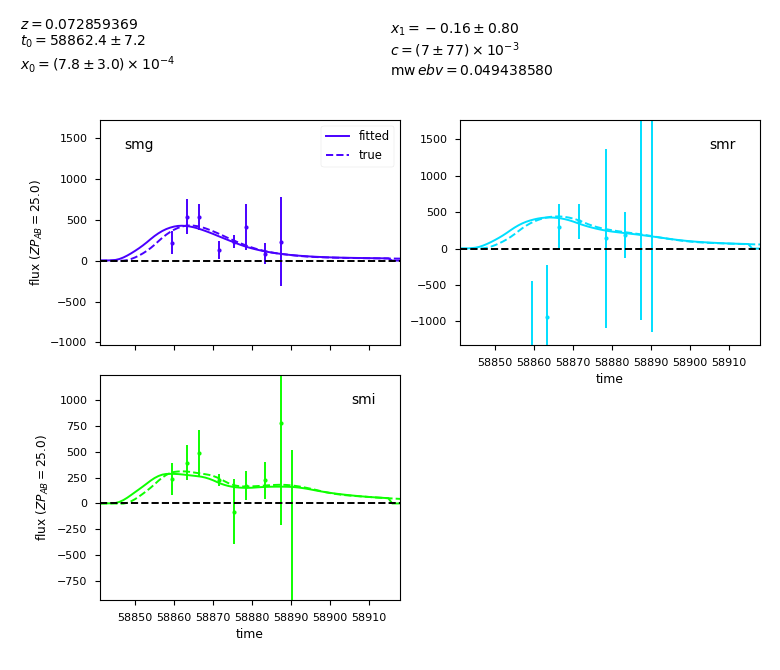 z = 0.072859369
t₀ = 58862.4 ± 7.2
x₀ = (7.8 ± 3.0) × 10⁻⁴
x₁ = −0.16 ± 0.80
c = (7 ± 77) × 10⁻³
mw ebv = 0.049438580
smg
fitted
true
1500
1000
500
0
−500
−1000
flux (ZP_AB = 25.0)
smr
1500
1000
500
0
−500
−1000
58850 58860 58870 58880 58890 58900 58910
time
smi
1000
750
500
250
0
−250
−500
−750
flux (ZP_AB = 25.0)
58850 58860 58870 58880 58890 58900 58910
time